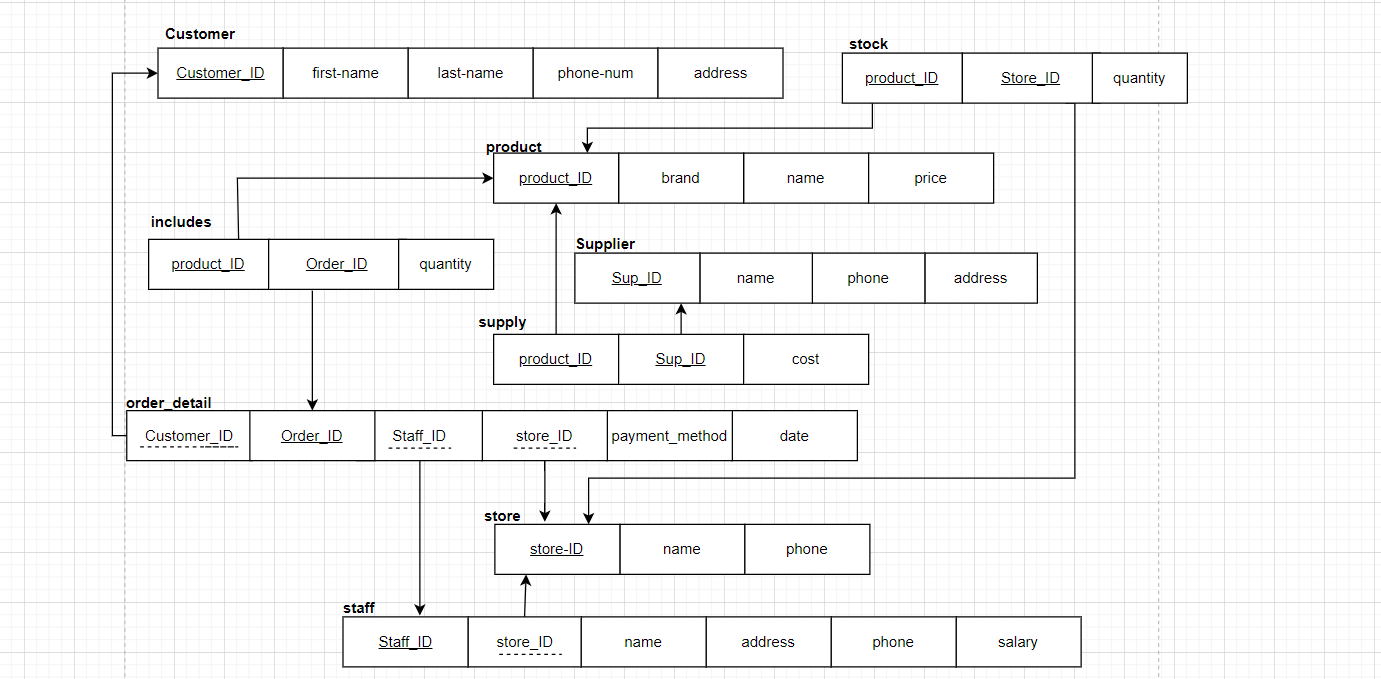 Customer
Customer_ID first-name last-name phone-num address
stock
product_ID Store_ID quantity
product
product_ID brand name price
includes
product_ID Order_ID quantity
Supplier
Sup_ID name phone address
supply
product_ID Sup_ID cost
order_detail
Customer_ID Order_ID Staff_ID store_ID payment_method date
store
store-ID name phone
staff
Staff_ID store_ID name address phone salary